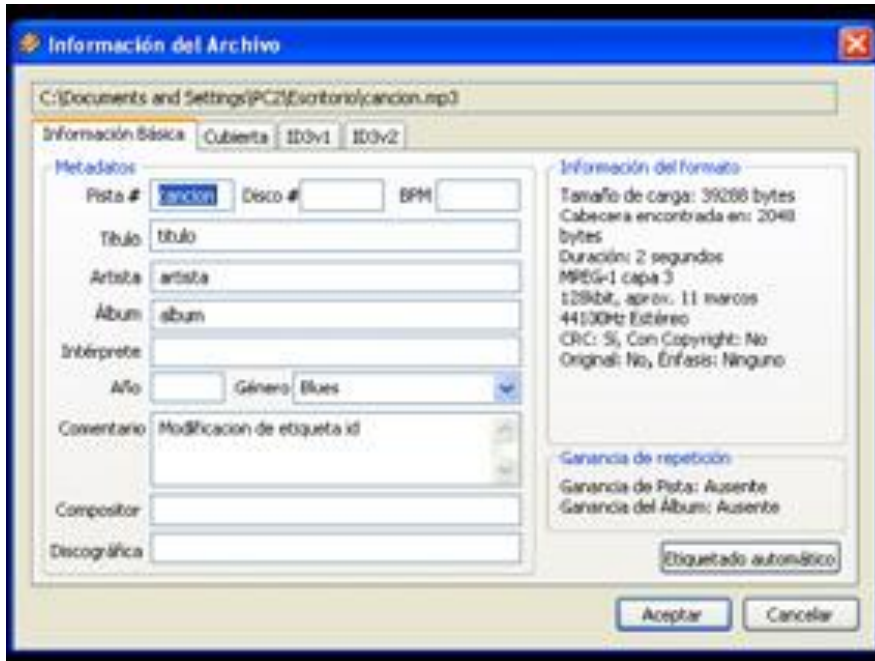 Información del Archivo
C:\Documents and Settings\PC2\Escritorio\cancion.mp3
Información Básica Cubierta ID3v1 ID3v2
Metadatos
Pista # cancion Disco # BPM
Título titulo
Artista artista
Álbum album
Intérprete
Año Género Blues
Comentario Modificacion de etiqueta id
Compositor
Discográfica
Información del formato
Tamaño de carga: 39288 bytes
Cabecera encontrada en: 2048
bytes
Duración: 2 segundos
MPEG-1 capa 3
128kbit, aprox. 11 marcos
44100Hz Estéreo
CRC: Sí, Con Copyright: No
Original: No, Énfasis: Ninguno
Ganancia de repetición
Ganancia de Pista: Ausente
Ganancia del Álbum: Ausente
Etiquetado automático
Aceptar Cancelar